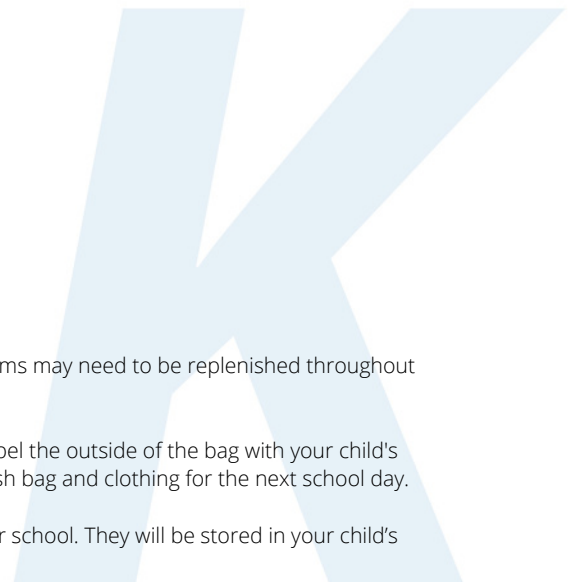 K
ms may need to be replenished throughout
el the outside of the bag with your child's
sh bag and clothing for the next school day.
r school. They will be stored in your child’s